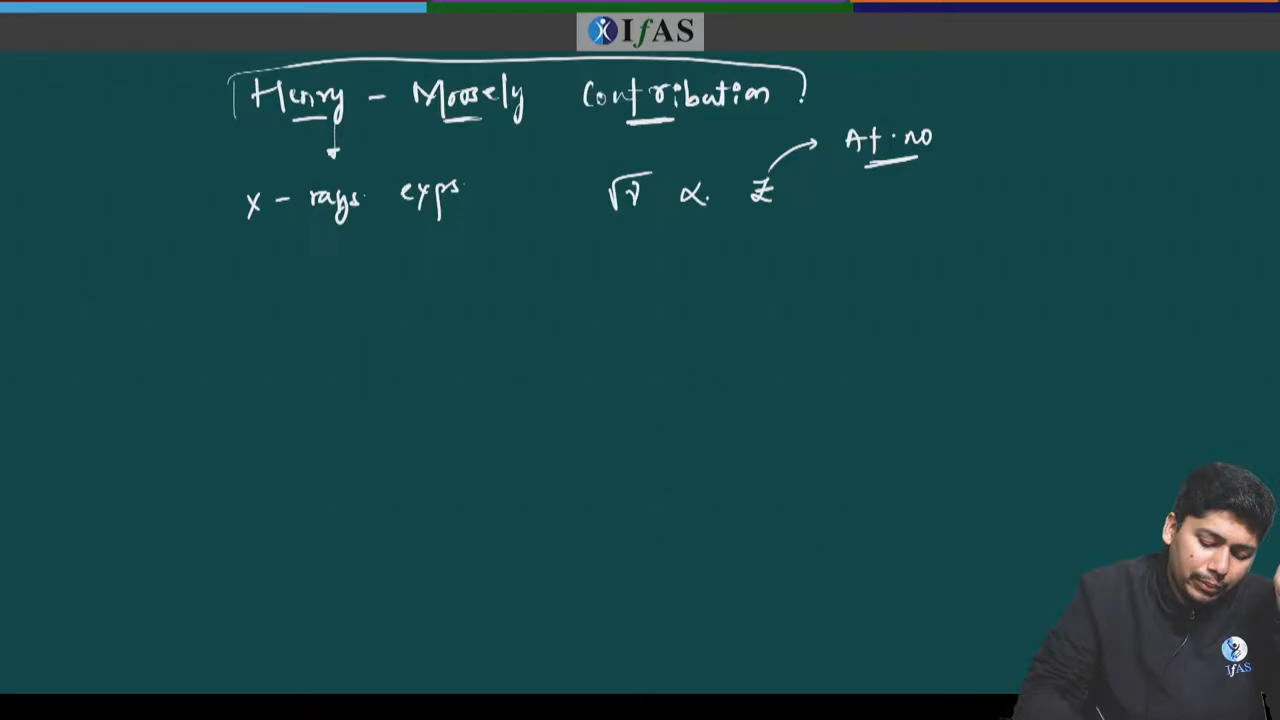 IfAS
Henry - Moosely Contribution ?
At. no
x - rays exps. √ν α. Z
IfAS